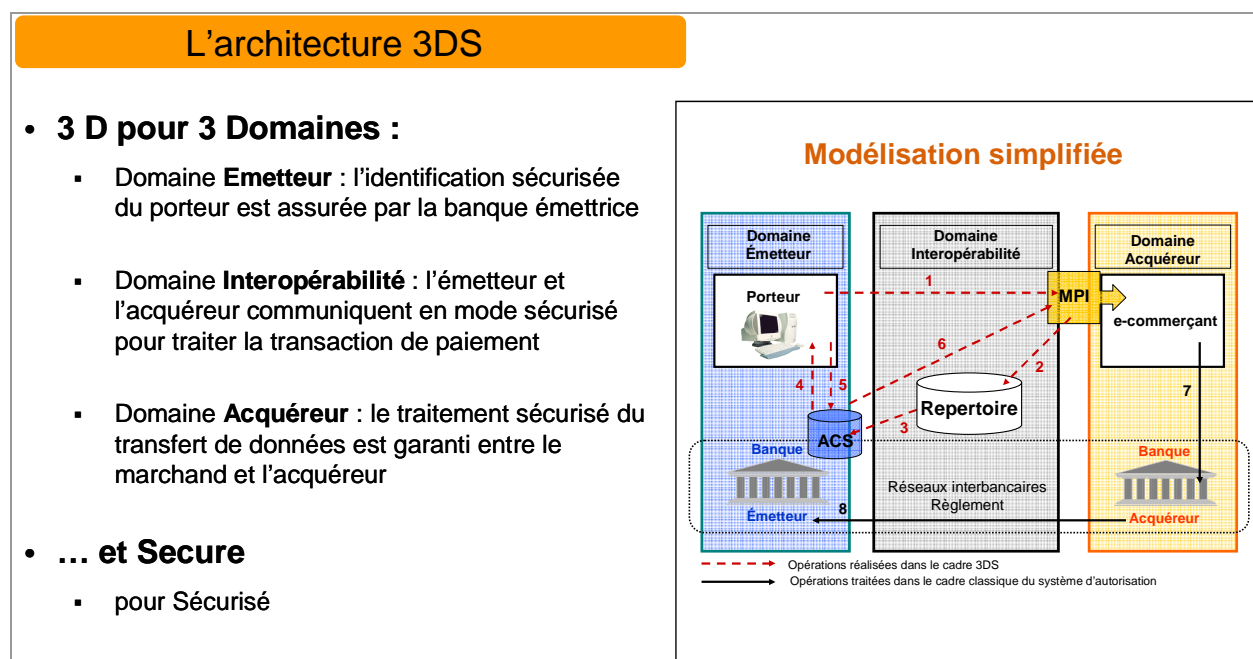 L'architecture 3DS
• 3 D pour 3 Domaines :
▪ Domaine Emetteur : l'identification sécurisée
du porteur est assurée par la banque émettrice
▪ Domaine Interopérabilité : l'émetteur et
l'acquéreur communiquent en mode sécurisé
pour traiter la transaction de paiement
▪ Domaine Acquéreur : le traitement sécurisé du
transfert de données est garanti entre le
marchand et l'acquéreur
• … et Secure
▪ pour Sécurisé
Modélisation simplifiée
Domaine
Émetteur
Domaine
Interopérabilité
Domaine
Acquéreur
Porteur
1
MPI
e-commerçant
6
2
4
5
7
Repertoire
3
ACS
Banque
Émetteur
Réseaux interbancaires
Règlement
8
Banque
Acquéreur
Opérations réalisées dans le cadre 3DS
Opérations traitées dans le cadre classique du système d'autorisation